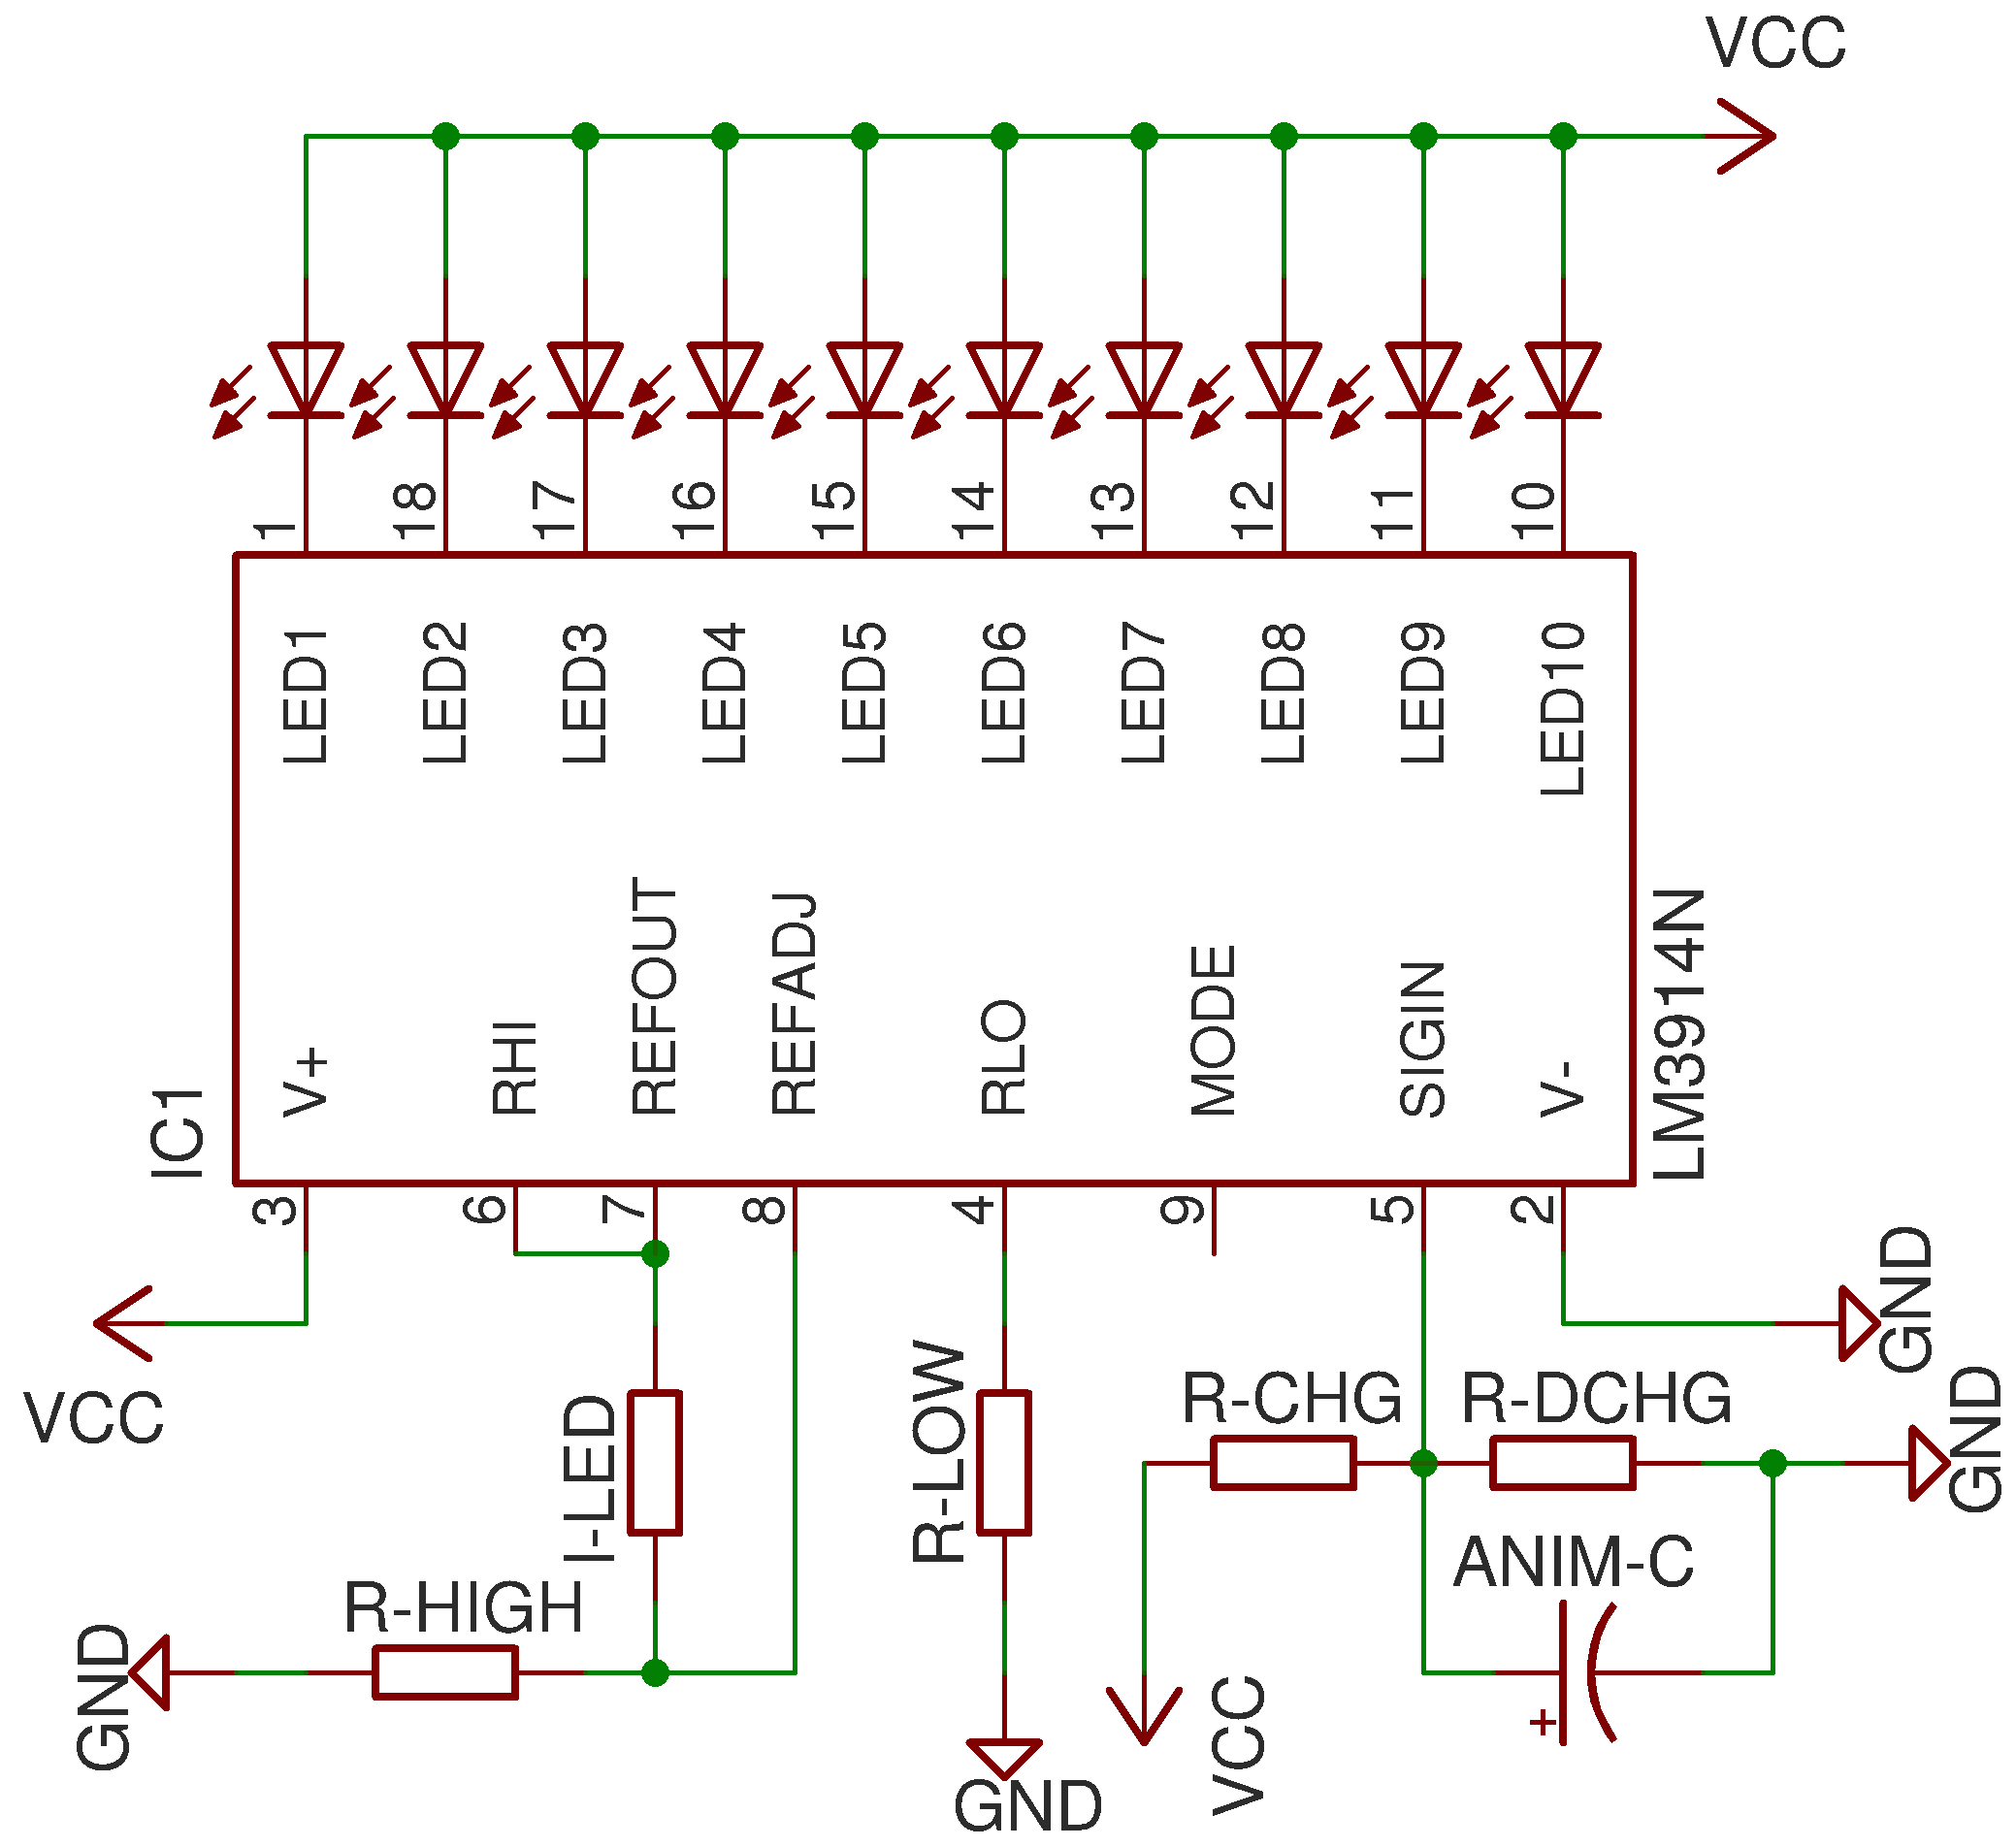 VCC
1
18
17
16
15
14
13
12
11
10
LED1
LED2
LED3
LED4
LED5
LED6
LED7
LED8
LED9
LED10
IC1
V+
RHI
REFOUT
REFADJ
RLO
MODE
SIGIN
V-
LM3914N
3
6
7
8
4
9
5
2
VCC
GND
I-LED
R-LOW
R-CHG
R-DCHG
GND
ANIM-C
R-HIGH
GND
+
VCC
GND